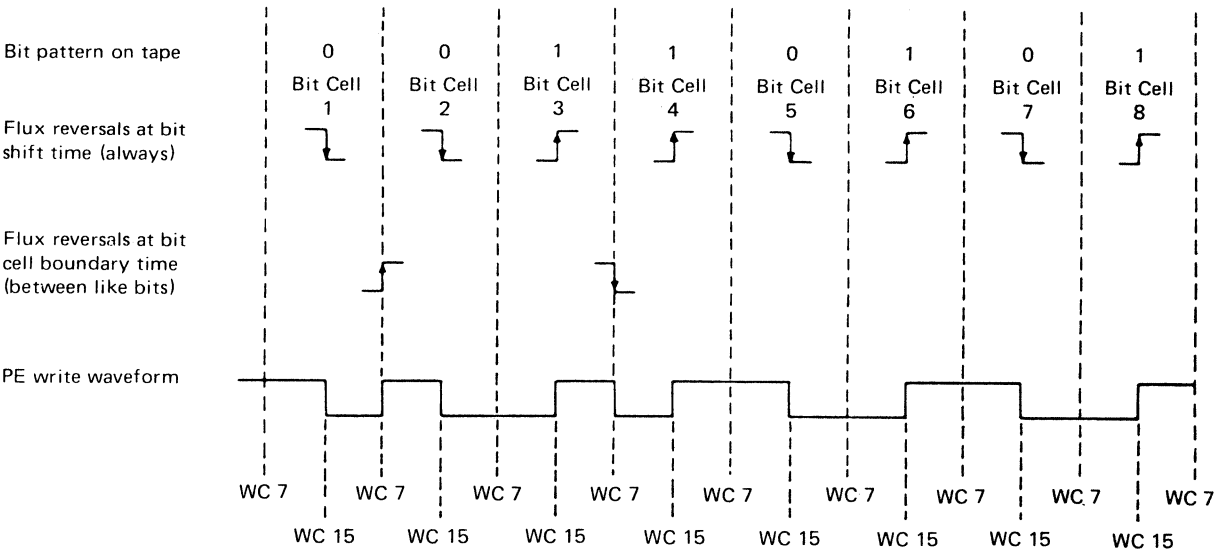 Bit pattern on tape 0 0 1 1 0 1 0 1
Bit Cell Bit Cell Bit Cell Bit Cell Bit Cell Bit Cell Bit Cell Bit Cell
1 2 3 4 5 6 7 8
Flux reversals at bit
shift time (always)
Flux reversals at bit
cell boundary time
(between like bits)
PE write waveform
WC 7 WC 7 WC 7 WC 7 WC 7 WC 7 WC 7 WC 7 WC 7
WC 15 WC 15 WC 15 WC 15 WC 15 WC 15 WC 15 WC 15